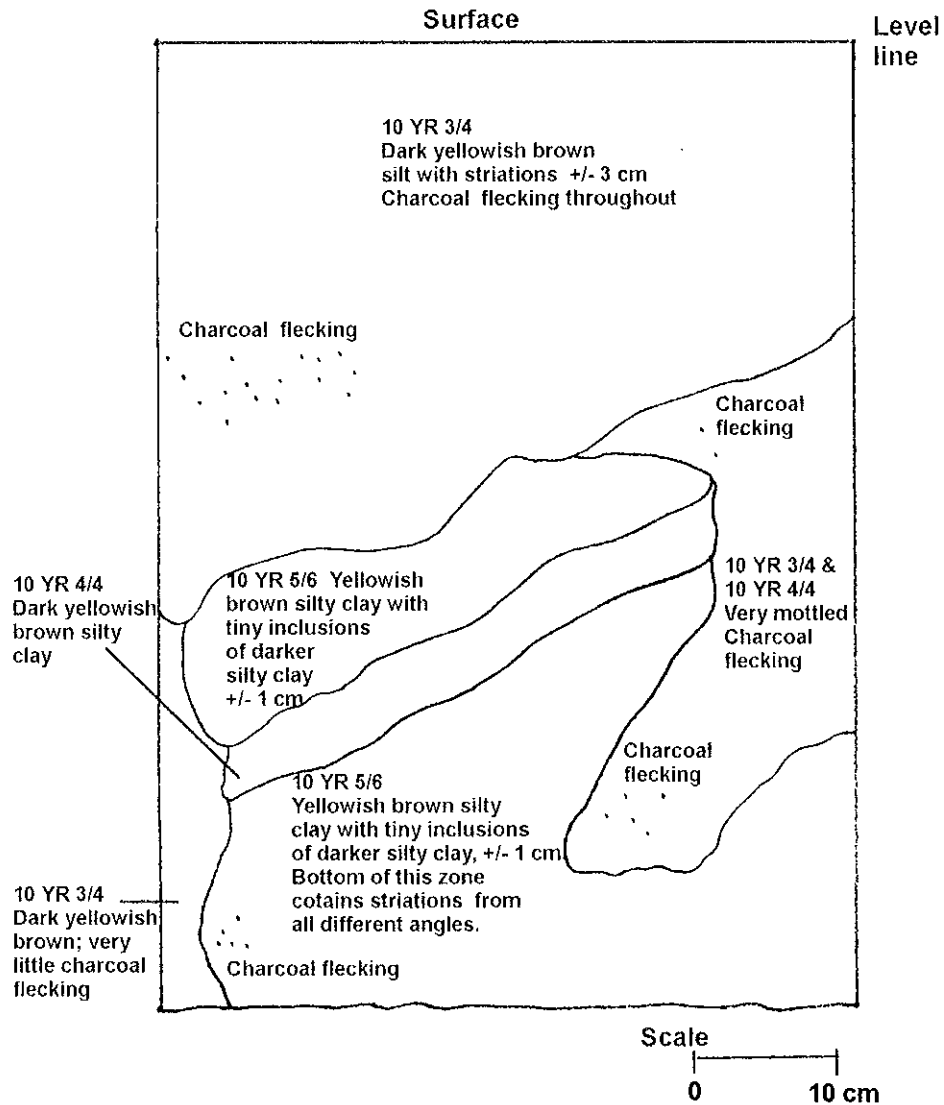 Surface
Level
line
10 YR 3/4
Dark yellowish brown
silt with striations +/- 3 cm
Charcoal flecking throughout
Charcoal flecking
Charcoal
flecking
10 YR 4/4
Dark yellowish
brown silty
clay
10 YR 5/6 Yellowish
brown silty clay with
tiny inclusions
of darker
silty clay
+/- 1 cm
10 YR 3/4 &
10 YR 4/4
Very mottled
Charcoal
flecking
Charcoal
flecking
10 YR 5/6
Yellowish brown silty
clay with tiny inclusions
of darker silty clay, +/- 1 cm
Bottom of this zone
cotains striations from
all different angles.
10 YR 3/4
Dark yellowish
brown; very
little charcoal
flecking
Charcoal flecking
Scale
0 10 cm